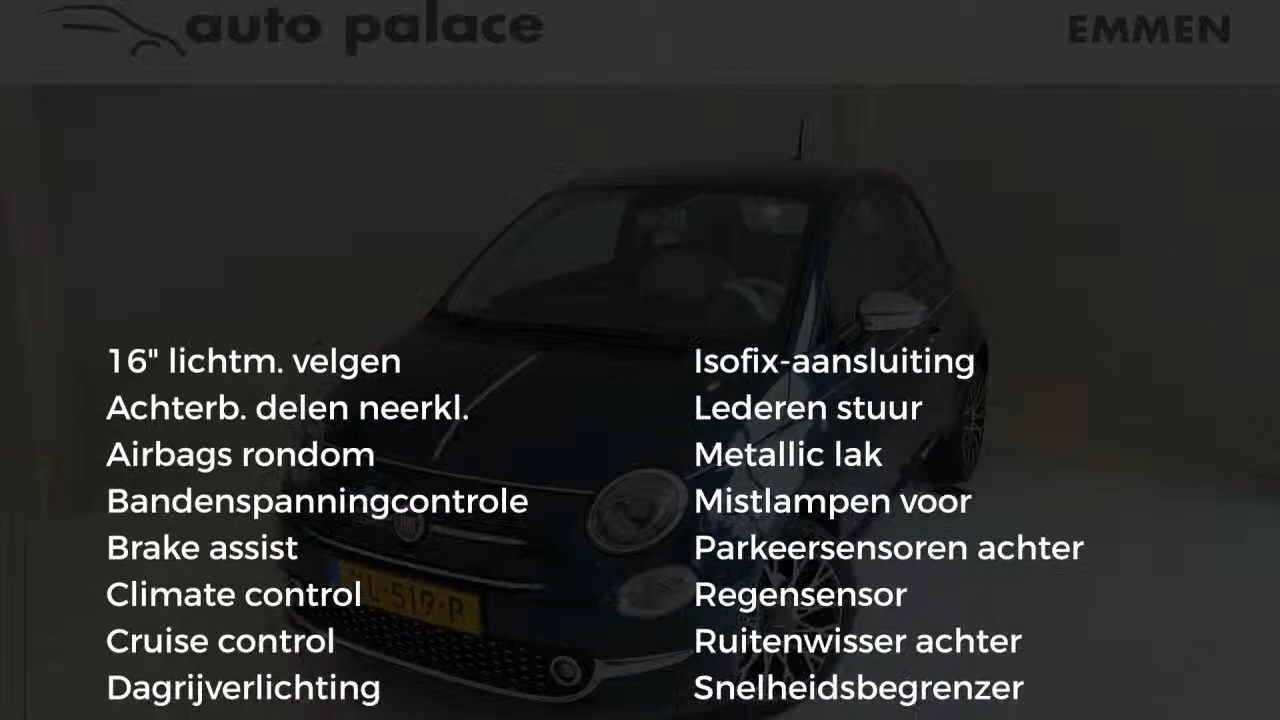 auto palace
EMMEN
16" lichtm. velgen
Achterb. delen neerkl.
Airbags rondom
Bandenspanningcontrole
Brake assist
Climate control
Cruise control
Dagrijverlichting
Isofix-aansluiting
Lederen stuur
Metallic lak
Mistlampen voor
Parkeersensoren achter
Regensensor
Ruitenwisser achter
Snelheidsbegrenzer